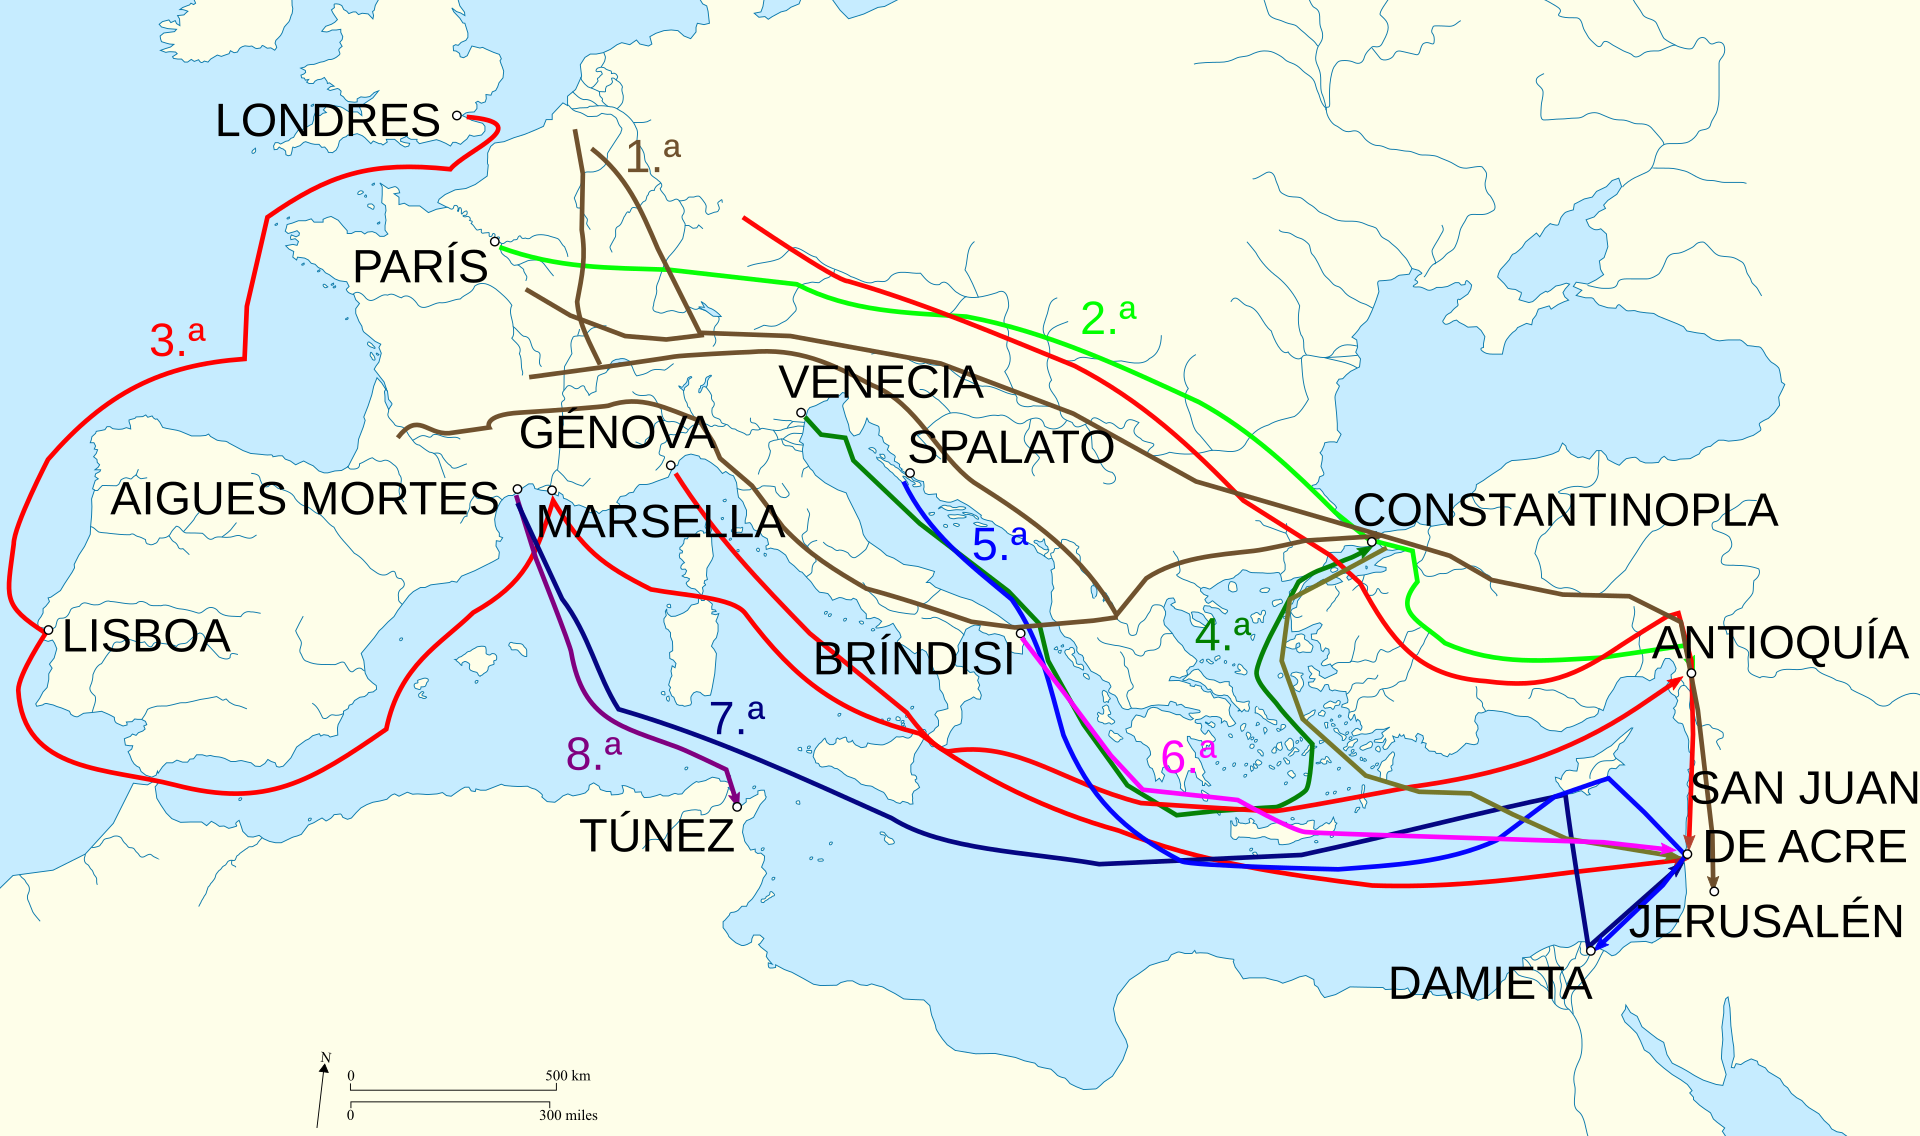 LONDRES
1.ª
PARÍS
2.ª
3.ª
VENECIA
GÉNOVA
SPALATO
AIGUES MORTES
MARSELLA
CONSTANTINOPLA
5.ª
LISBOA
BRÍNDISI
4.ª
ANTIOQUÍA
7.ª
8.ª
6.ª
SAN JUAN
DE ACRE
TÚNEZ
JERUSALÉN
DAMIETA
N
0 500 km
0 300 miles